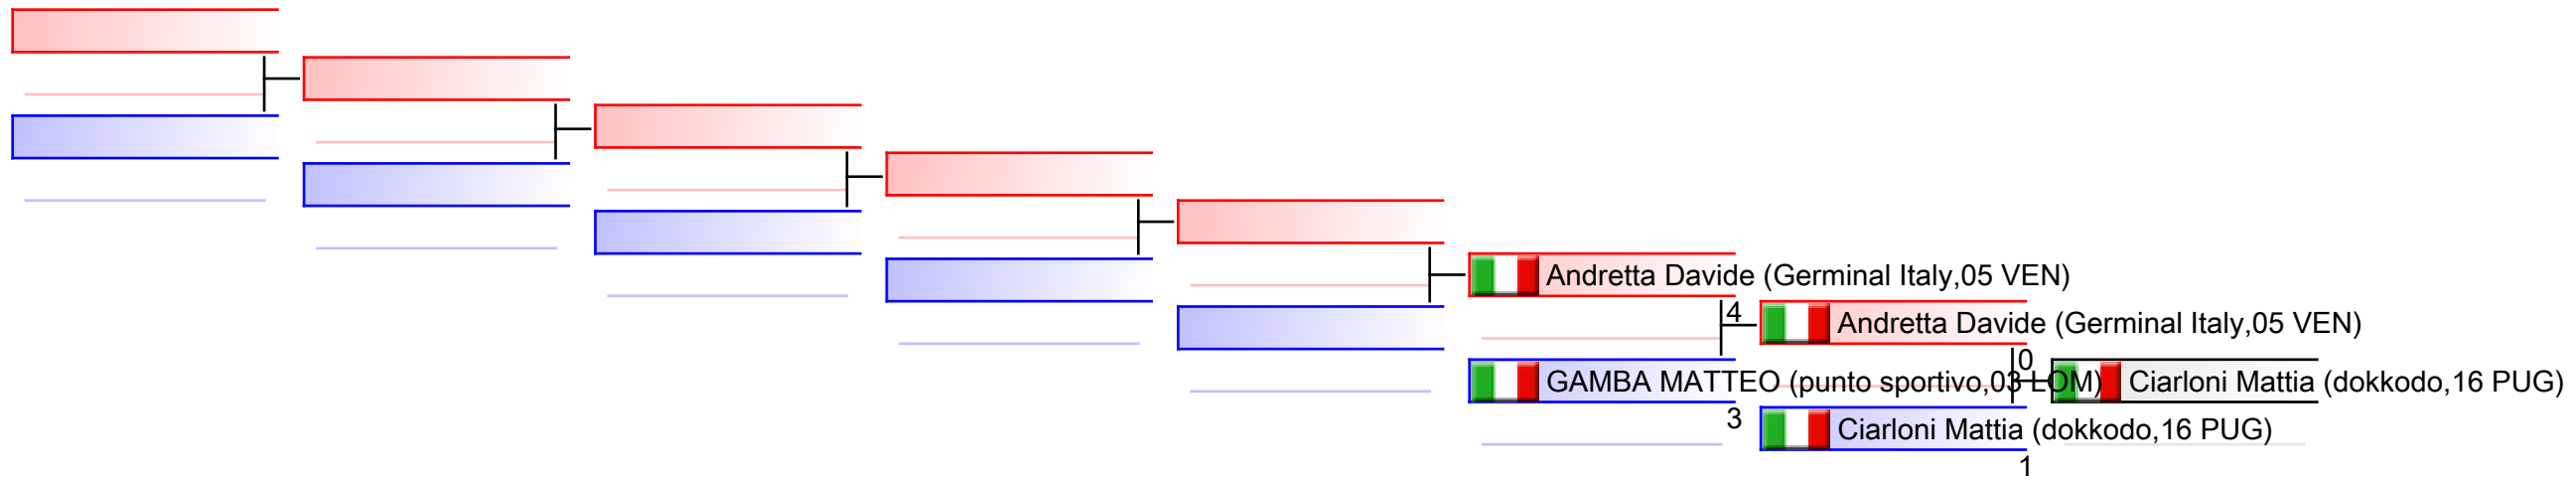 Andretta Davide (Germinal Italy,05 VEN)
4
Andretta Davide (Germinal Italy,05 VEN)
0
GAMBA MATTEO (punto sportivo,03 LOM)
Ciarloni Mattia (dokkodo,16 PUG)
3
Ciarloni Mattia (dokkodo,16 PUG)
1